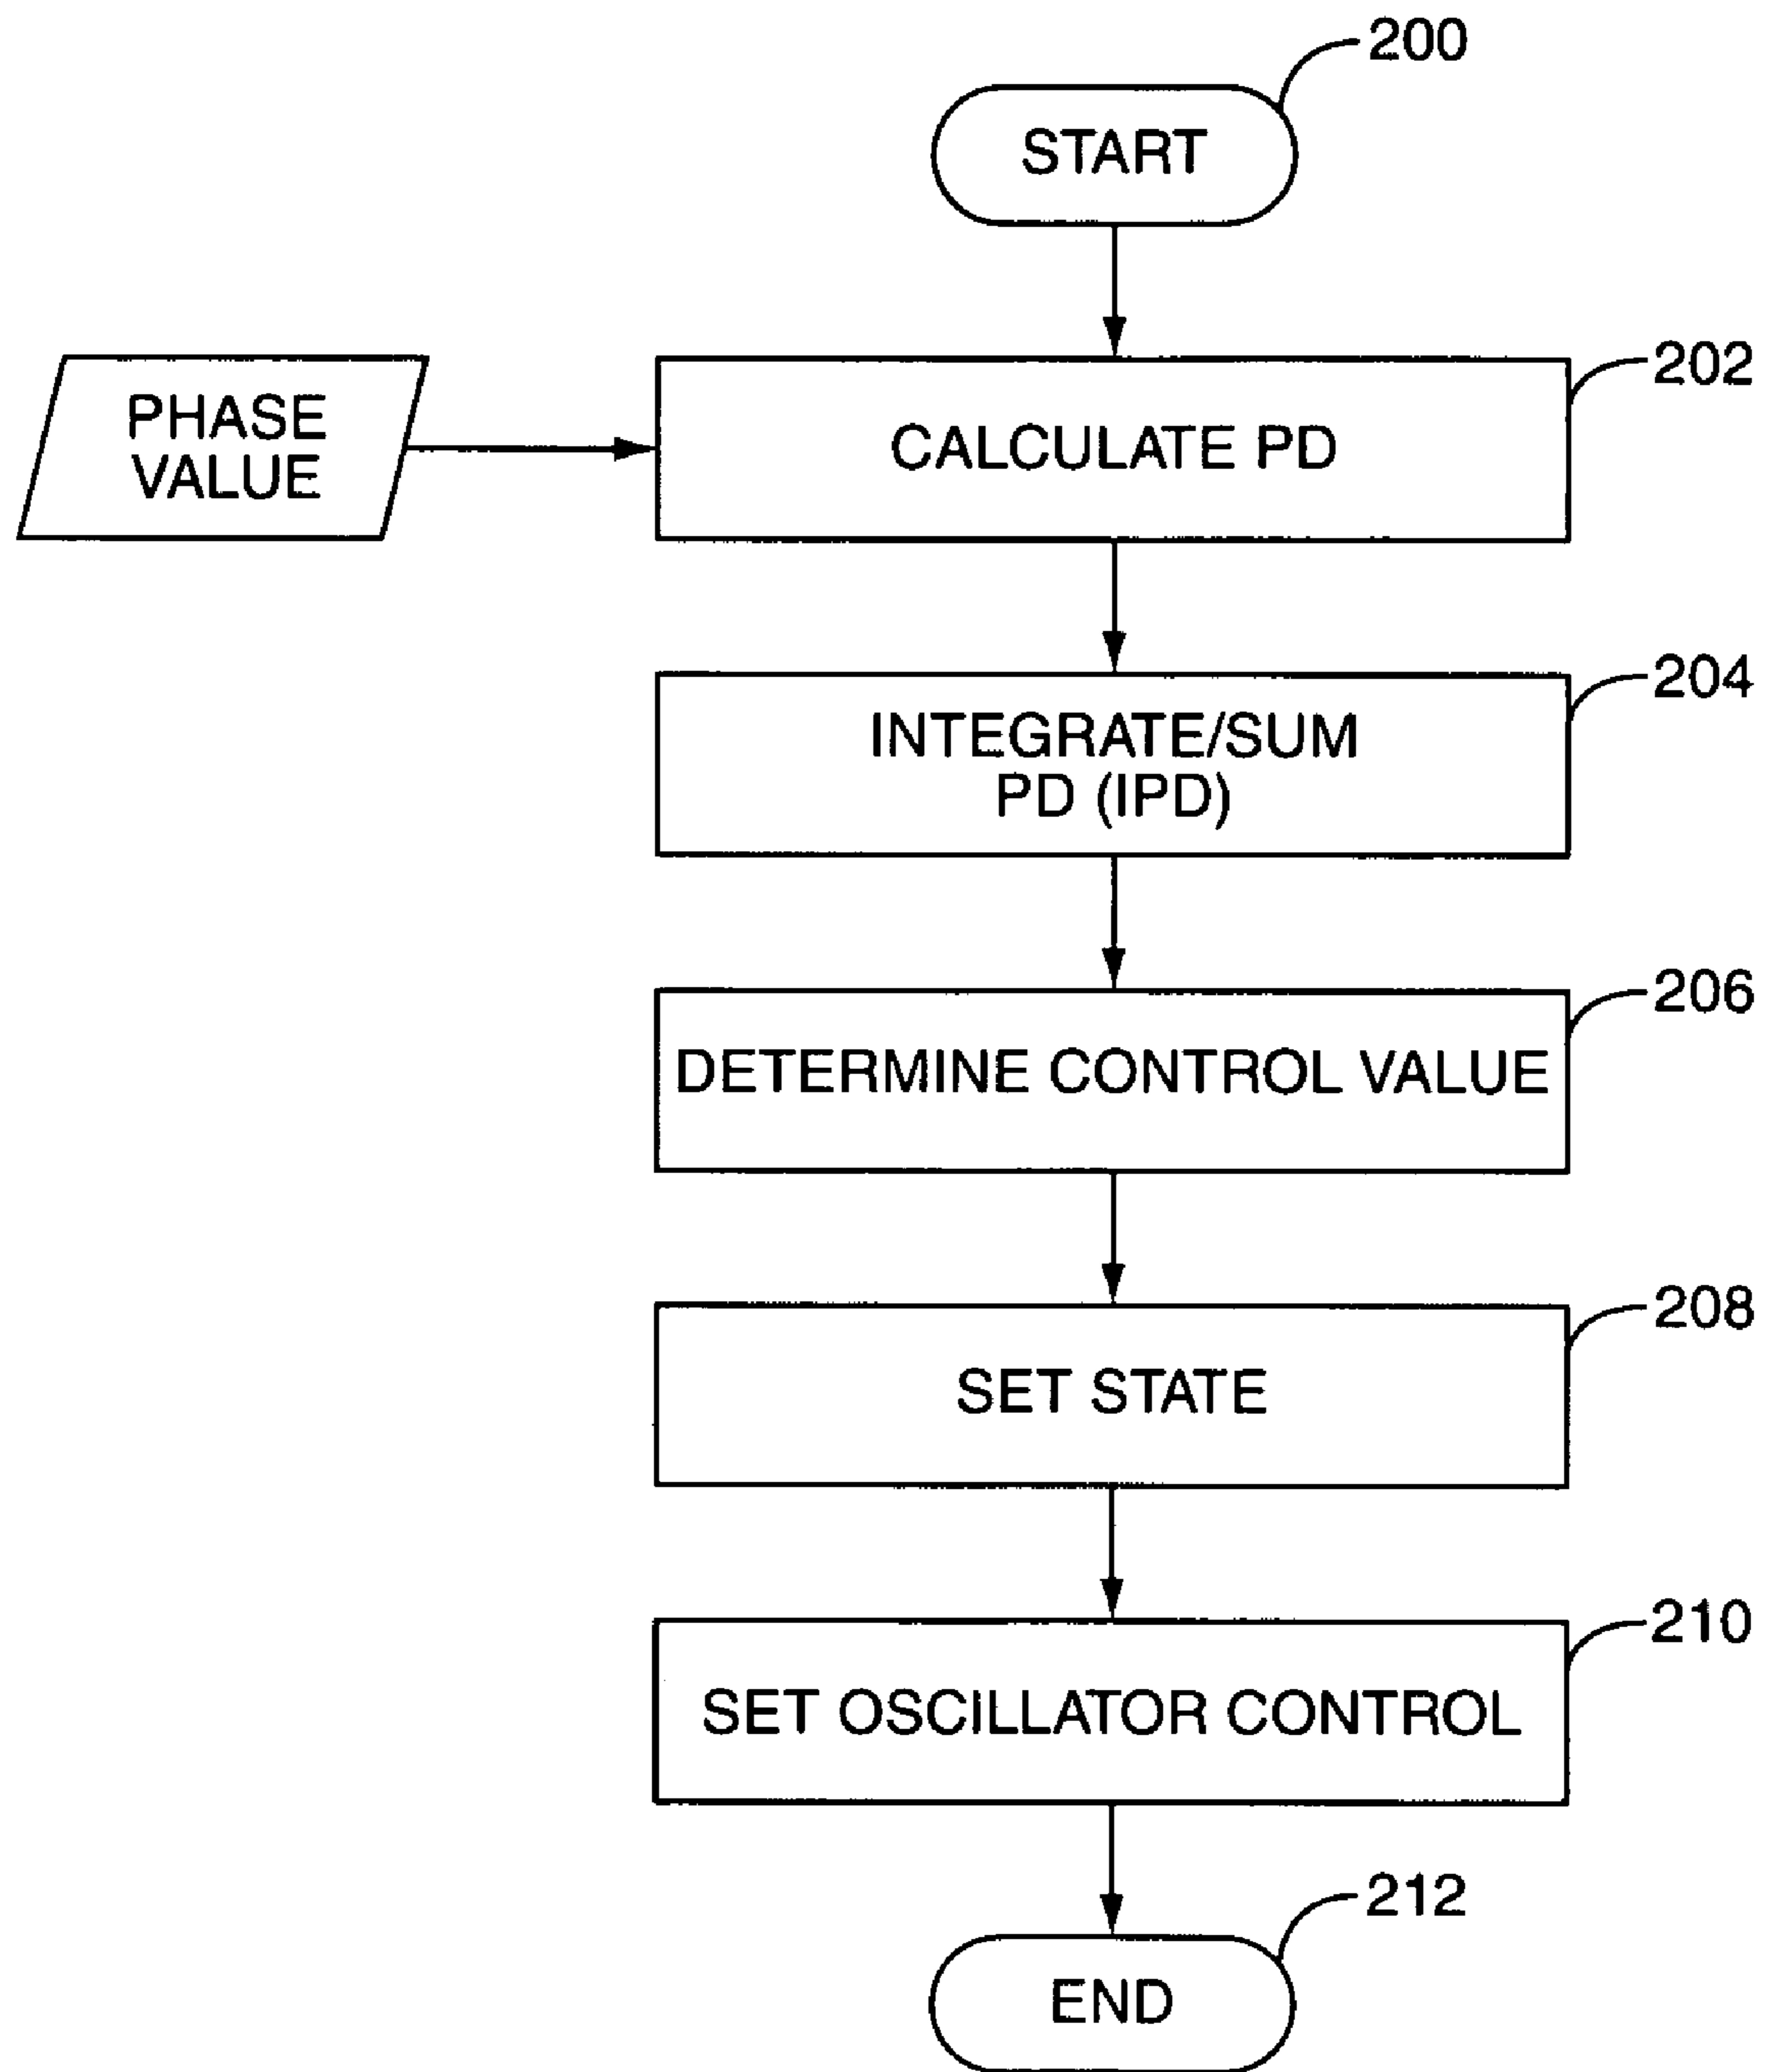 200
START
202
PHASE
VALUE
CALCULATE PD
204
INTEGRATE/SUM
PD (IPD)
206
DETERMINE CONTROL VALUE
208
SET STATE
210
SET OSCILLATOR CONTROL
212
END